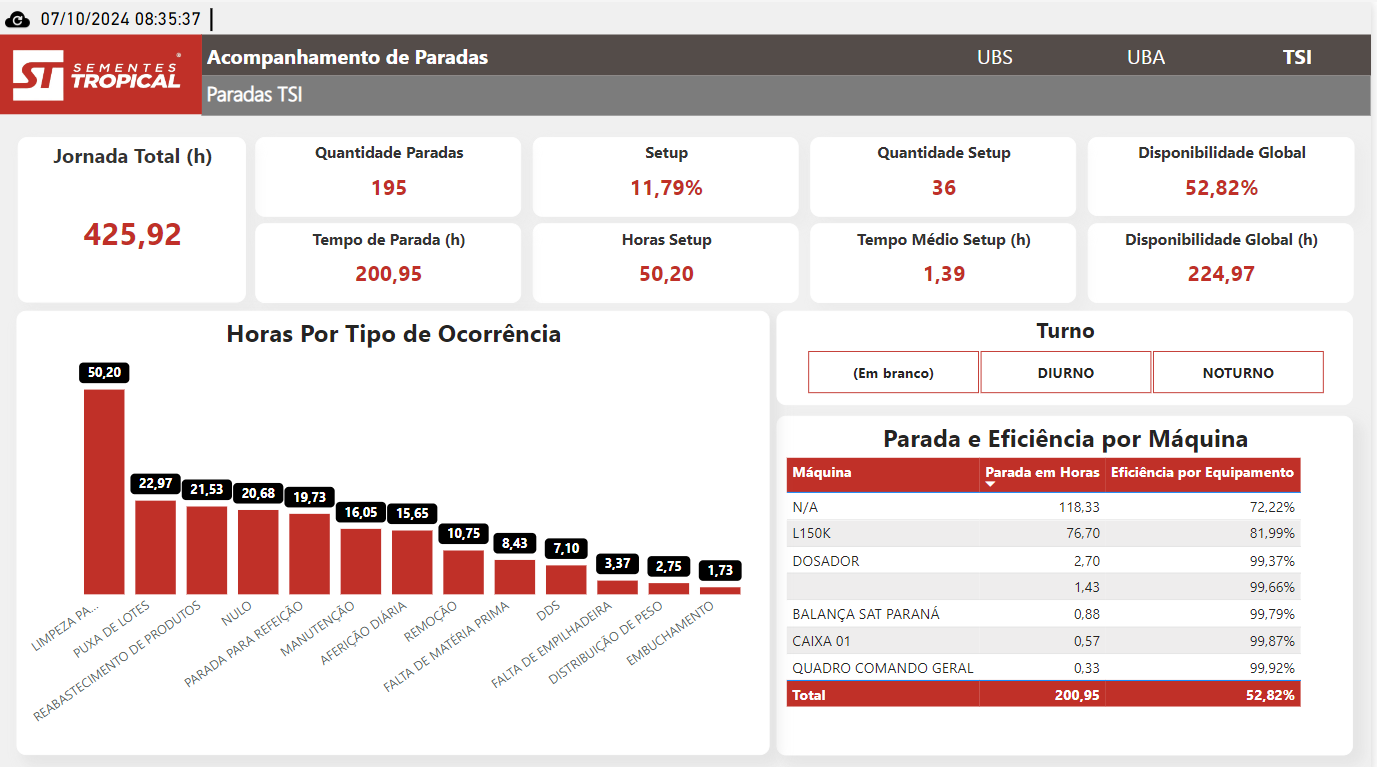 07/10/2024 08:35:37
ST SEMENTES TROPICAL ®
Acompanhamento de Paradas
UBS
UBA
TSI
Paradas TSI
Jornada Total (h)
425,92
Quantidade Paradas
195
Setup
11,79%
Quantidade Setup
36
Disponibilidade Global
52,82%
Tempo de Parada (h)
200,95
Horas Setup
50,20
Tempo Médio Setup (h)
1,39
Disponibilidade Global (h)
224,97
Horas Por Tipo de Ocorrência
50,20
22,97
21,53
20,68
19,73
16,05
15,65
10,75
8,43
7,10
3,37
2,75
1,73
LIMPEZA PA...
PUXA DE LOTES
REABASTECIMENTO DE PRODUTOS
NULO
PARADA PARA REFEIÇÃO
MANUTENÇÃO
AFERIÇÃO DIÁRIA
REMOÇÃO
FALTA DE MATÉRIA PRIMA
DDS
FALTA DE EMPILHADEIRA
DISTRIBUIÇÃO DE PESO
EMBUCHAMENTO
Turno
(Em branco)
DIURNO
NOTURNO
Parada e Eficiência por Máquina
Máquina Parada em Horas Eficiência por Equipamento
N/A 118,33 72,22%
L150K 76,70 81,99%
DOSADOR 2,70 99,37%
1,43 99,66%
BALANÇA SAT PARANÁ 0,88 99,79%
CAIXA 01 0,57 99,87%
QUADRO COMANDO GERAL 0,33 99,92%
Total 200,95 52,82%